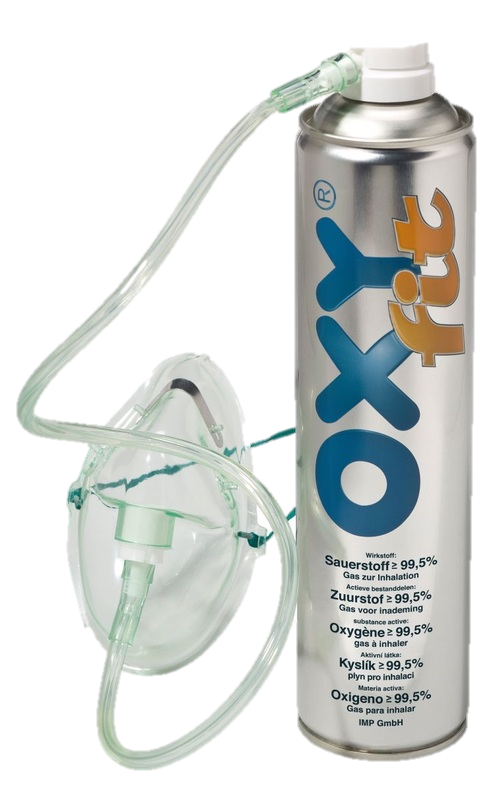 OXY®
fit
Wirkstoff:
Sauerstoff ≥ 99,5%
Gas zur Inhalation
Actieve bestanddelen:
Zuurstof ≥ 99,5%
Gas voor inademing
substance active:
Oxygène ≥ 99,5%
gas à inhaler
Aktivní látka:
Kyslík ≥ 99,5%
plyn pro inhalaci
Materia activa:
Oxigeno ≥ 99,5%
Gas para inhalar
IMP GmbH